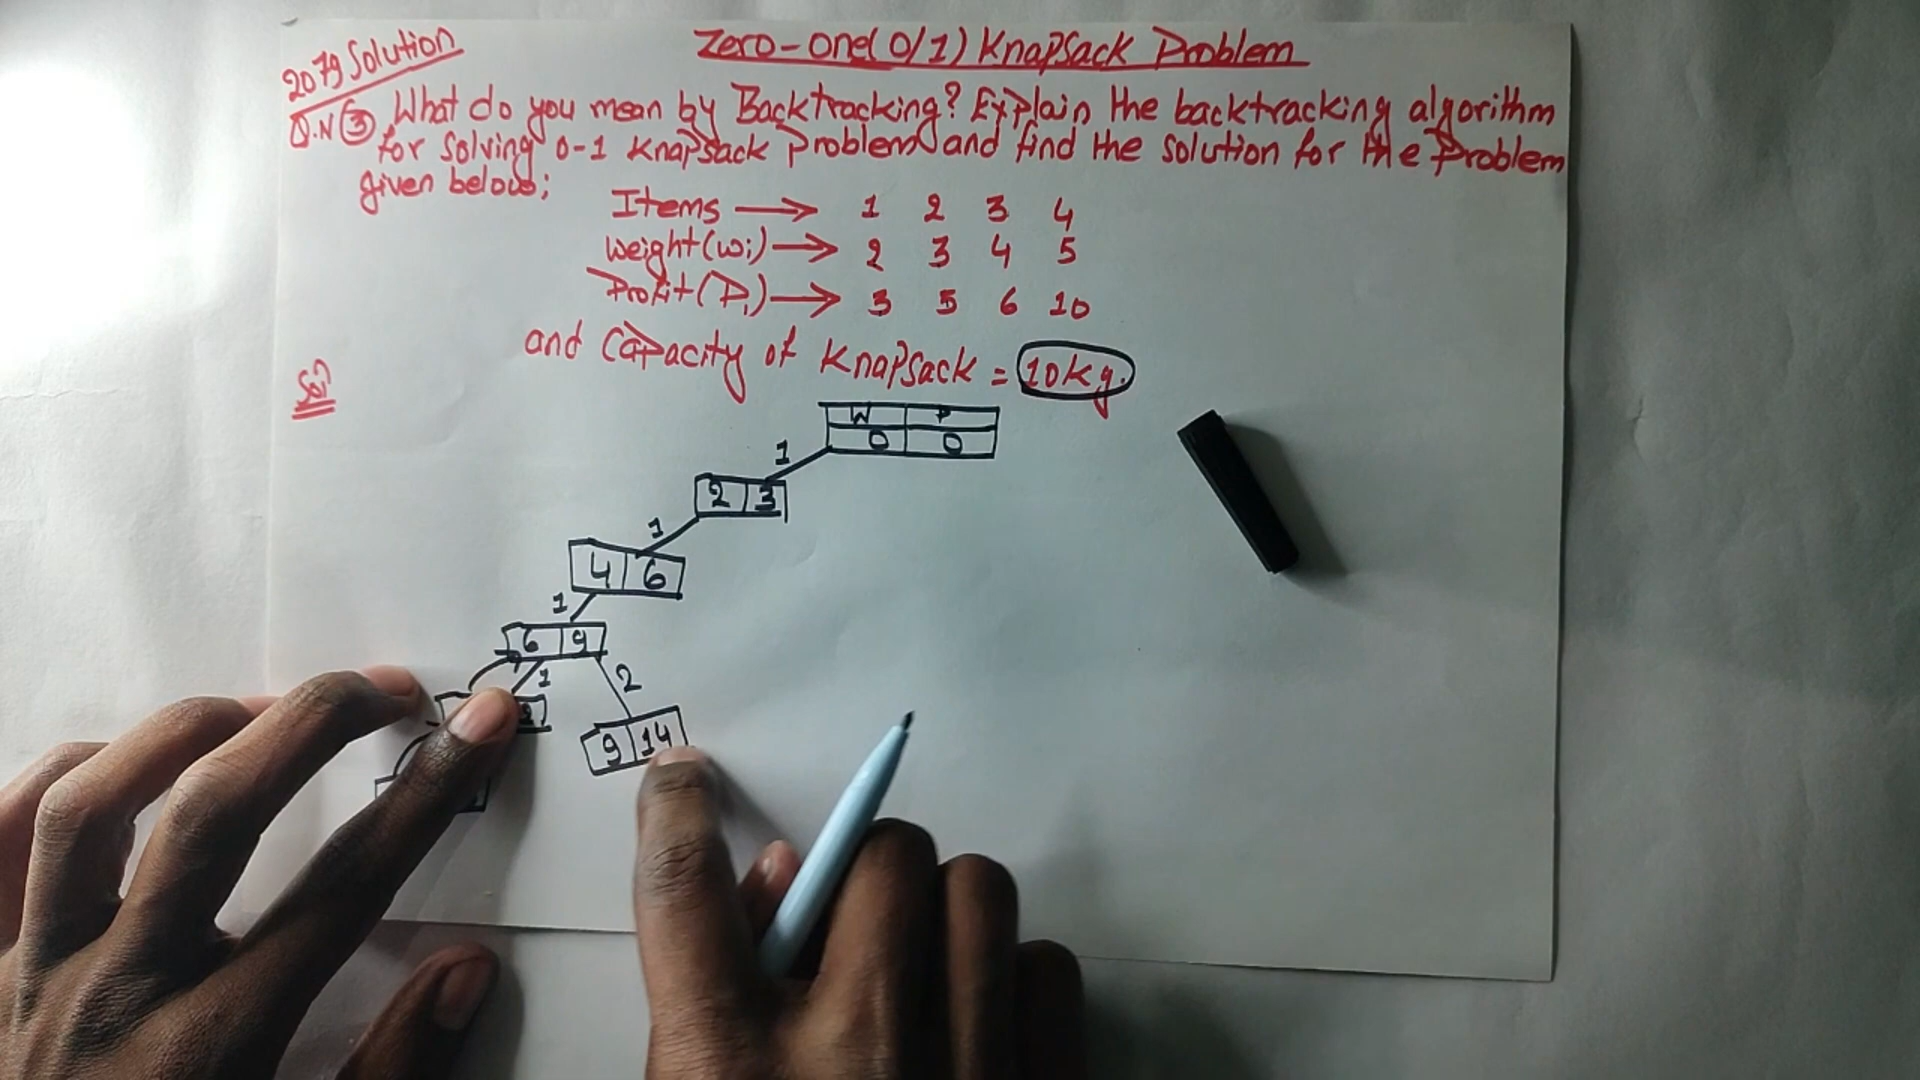 2079 Solution
Zero-one(0/1) Knapsack Problem
Q.N 3 What do you mean by Backtracking? Explain the backtracking algorithm
for solving 0-1 Knapsack Problem and find the solution for the Problem
given below;
Items → 1 2 3 4
Weight(wi) → 2 3 4 5
Profit(Pi) → 3 5 6 10
and Capacity of Knapsack = 10kg.
Sol
W P
0 0
1
2 3
1
4 6
1
6 9
1 2
9 14